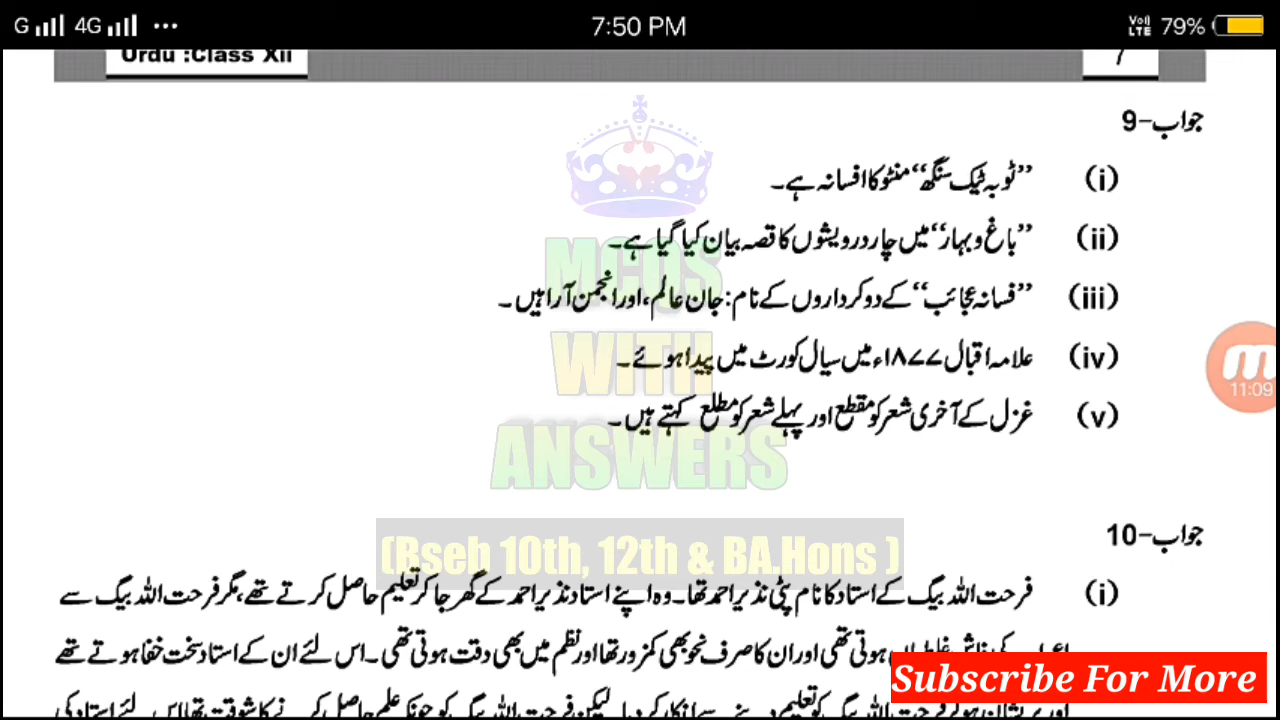 G 4G ••• 7:50 PM Vo) LTE 79%
Urdu :Class XII 7
جواب-9
(i) ”ٹوبہ ٹیک سنگھ“ منٹو کا افسانہ ہے۔
(ii) ”باغ و بہار“ میں چار درویشوں کا قصہ بیان کیا گیا ہے۔
(iii) ”فسانہ عجائب“ کے دو کرداروں کے نام: جان عالم، اور انجمن آرا ہیں۔
(iv) علامہ اقبال ۱۸۷۷ء میں سیال کورٹ میں پیدا ہوئے۔
(v) غزل کے آخری شعر کو مقطع اور پہلے شعر کو مطلع کہتے ہیں۔
MCQS
WITH
ANSWERS
(Bseb 10th, 12th & BA.Hons )
11:09
جواب-10
(i) فرحت اللہ بیگ کے استاد کا نام پٹی نذیر احمد تھا۔ وہ اپنے استاد نذیر احمد کے گھر جا کر تعلیم حاصل کرتے تھے، مگر فرحت اللہ بیگ سے
ہوتی تھی اور ان کا صرف نحو بھی کمزور تھا اور نظم میں بھی دقت ہوتی تھی۔ اس لئے ان کے استاد سخت خفا ہوتے تھے
Subscribe For More